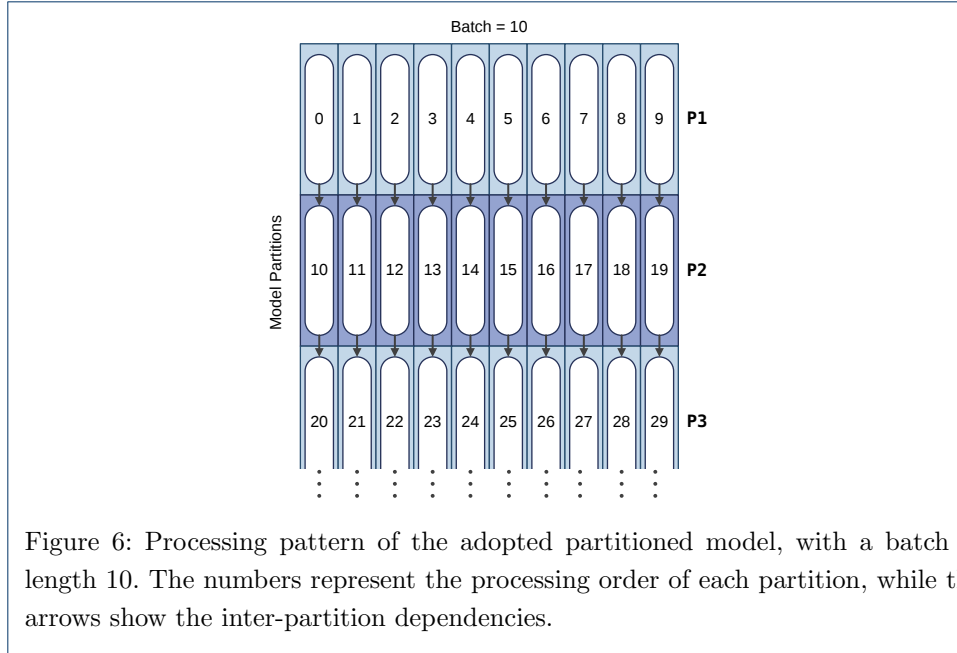 Batch = 10
0 1 2 3 4 5 6 7 8 9 P1
Model Partitions
10 11 12 13 14 15 16 17 18 19 P2
20 21 22 23 24 25 26 27 28 29 P3
Figure 6: Processing pattern of the adopted partitioned model, with a batch
length 10. The numbers represent the processing order of each partition, while t
arrows show the inter-partition dependencies.